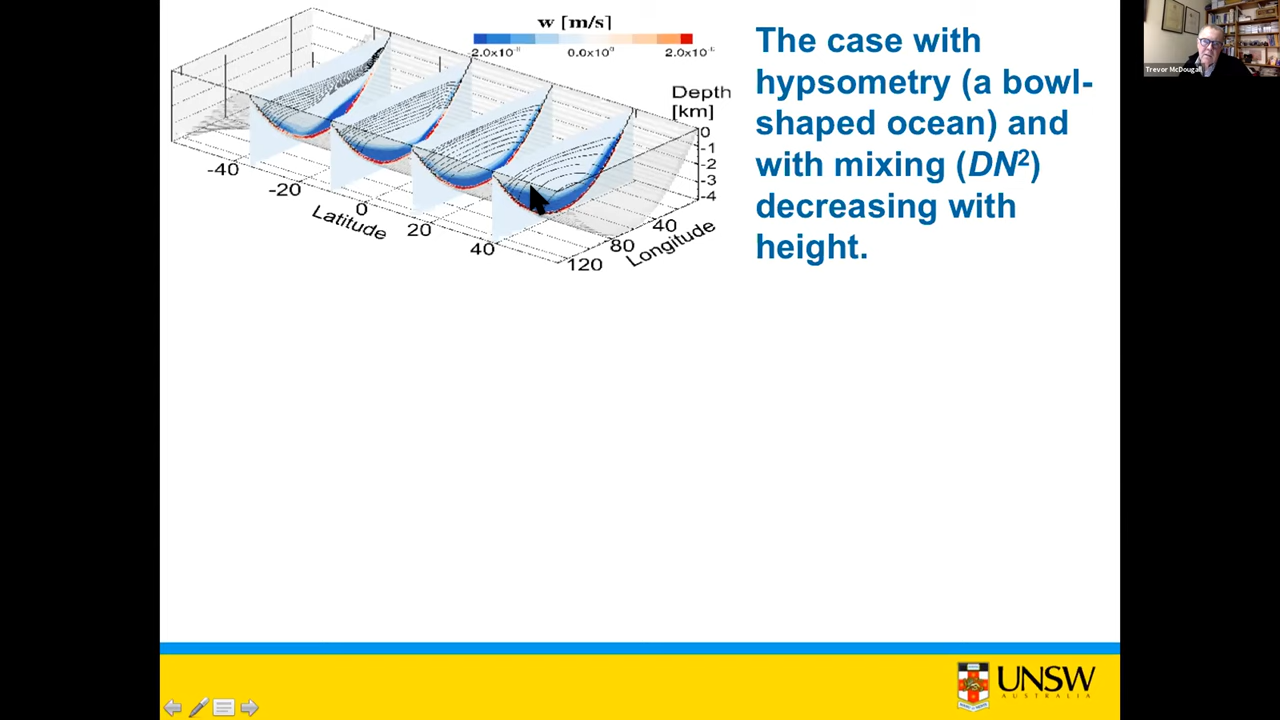 w [m/s]
2.0x10
0.0x10⁰
2.0x10
Depth
[km]
0
-1
-2
-3
-4
-40
-20
0
20
40
Latitude
40
80
120
Longitude
The case with
hypsometry (a bowl-
shaped ocean) and
with mixing (DN²)
decreasing with
height.
Trevor McDougall
UNSW
AUSTRALIA